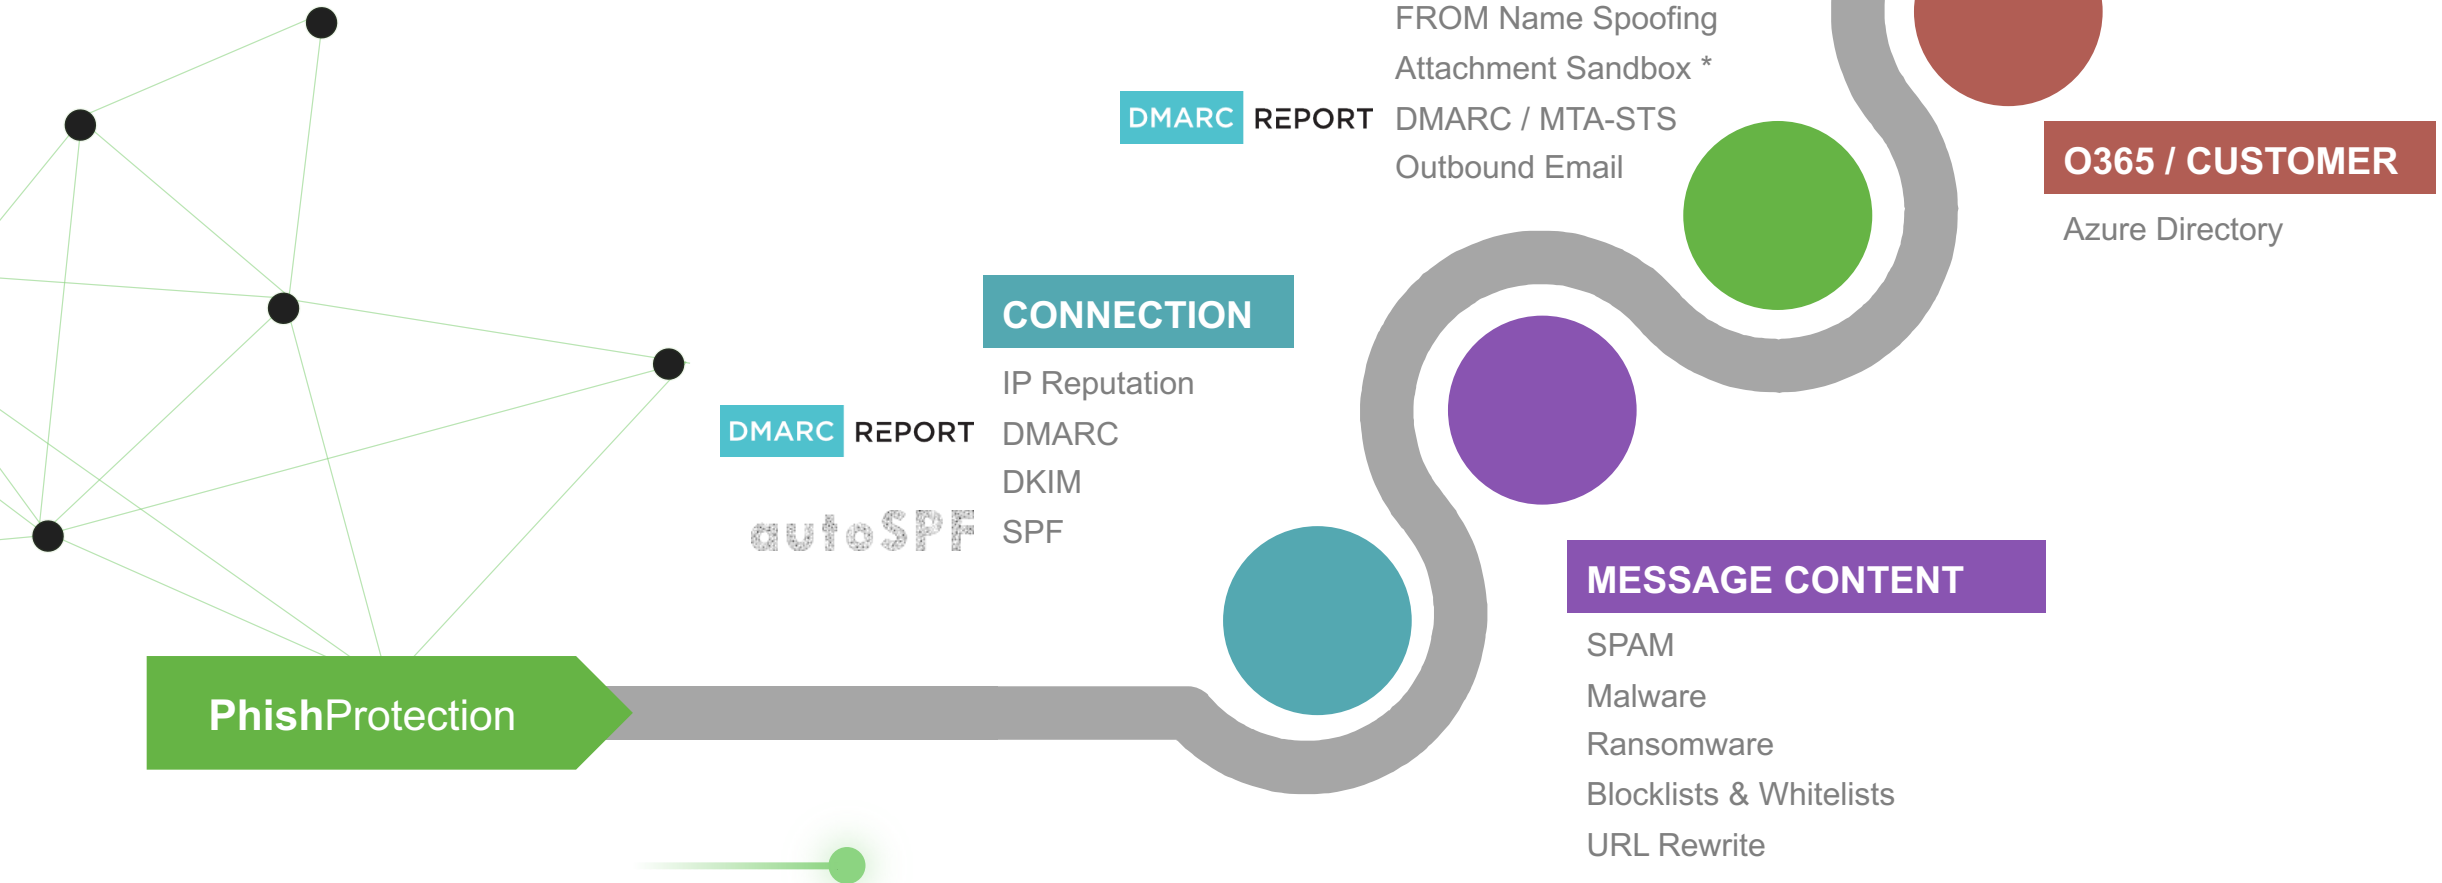 FROM Name Spoofing
Attachment Sandbox *
DMARC REPORT
DMARC / MTA-STS
Outbound Email
O365 / CUSTOMER
Azure Directory
CONNECTION
IP Reputation
DMARC REPORT
DMARC
DKIM
autoSPF
SPF
MESSAGE CONTENT
SPAM
Malware
Ransomware
Blocklists & Whitelists
URL Rewrite
PhishProtection